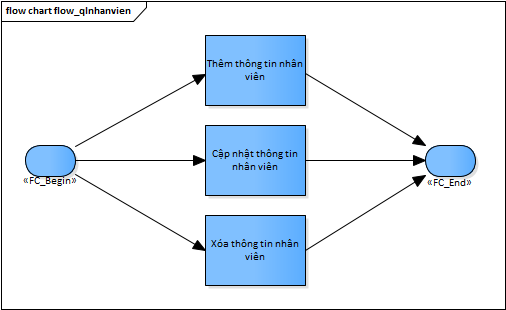 flow chart flow_qlnhanvien
Thêm thông tin nhân
viên
Cập nhật thông tin
nhân viên
Xóa thông tin nhân
viên
«FC_Begin»
«FC_End»